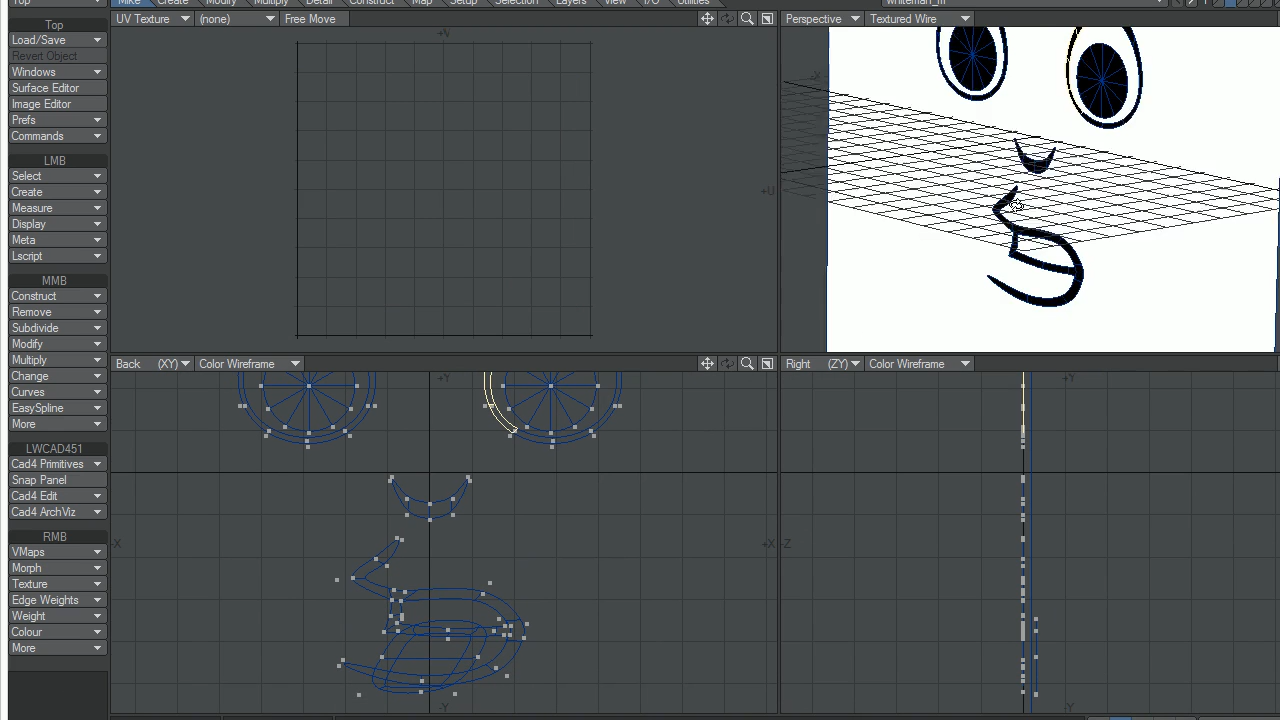 Top Mike Create Modify Multiply Detail Construct Map Setup Selection Layers View I/O Utilities whiteman_m
UV Texture (none) Free Move
Perspective Textured Wire
Top
Load/Save
Revert Object
Windows
Surface Editor
Image Editor
Prefs
Commands
LMB
Select
Create
Measure
Display
Meta
Lscript
MMB
Construct
Remove
Subdivide
Modify
Multiply
Change
Curves
EasySpline
More
LWCAD451
Cad4 Primitives
Snap Panel
Cad4 Edit
Cad4 ArchViz
RMB
VMaps
Morph
Texture
Edge Weights
Weight
Colour
More
+V
+U
-X
Back (XY) Color Wireframe
+Y
-X
+X
-Y
Right (ZY) Color Wireframe
+Y
-Z
-Y